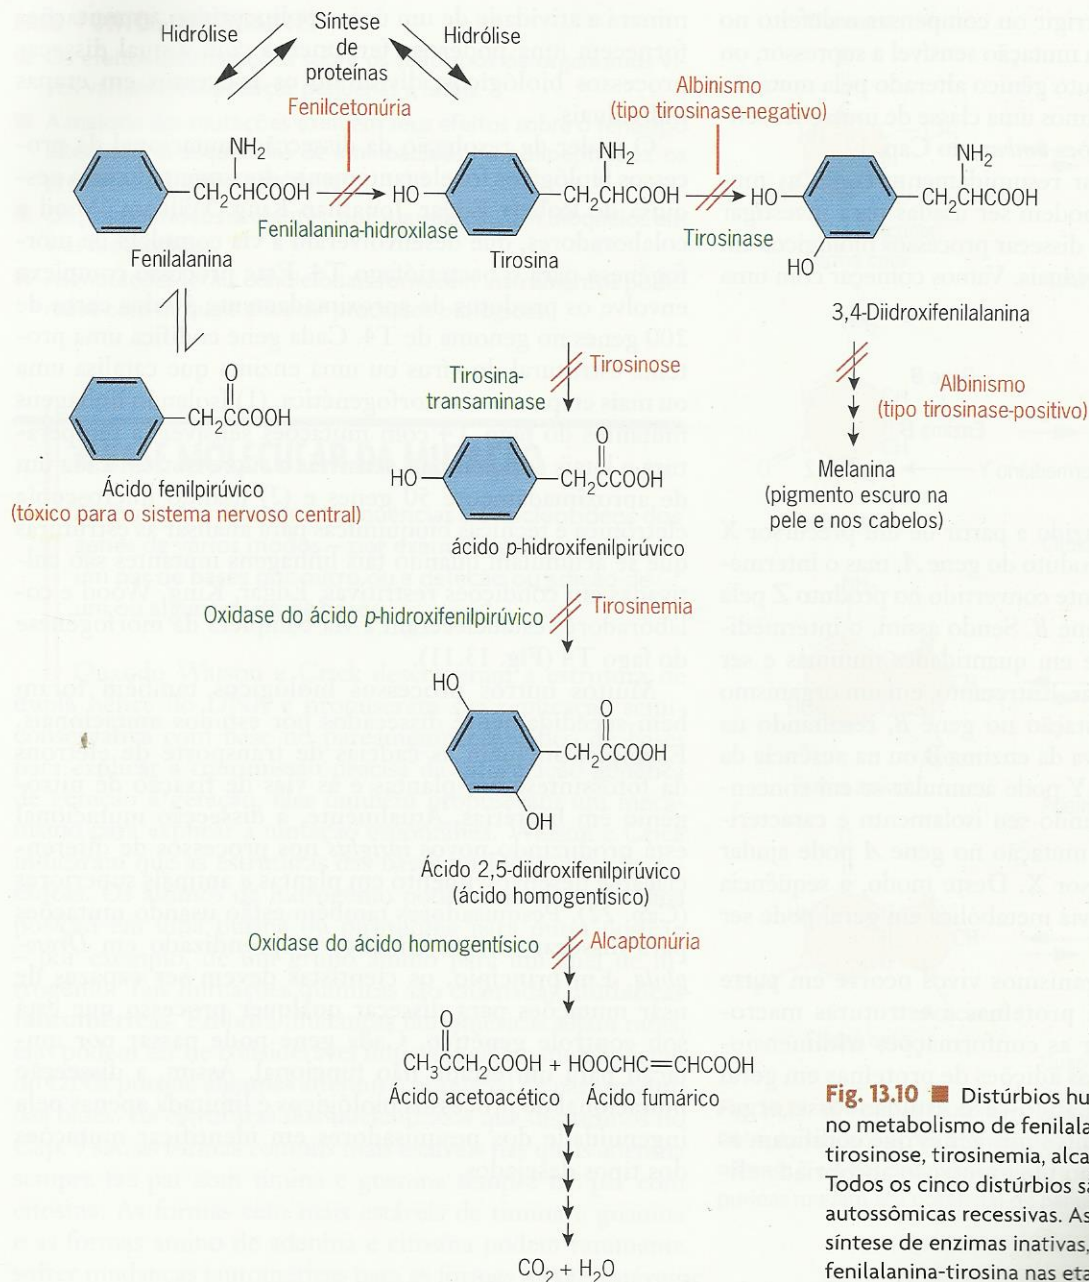 Hidrólise
Síntese
de
proteínas
Hidrólise
Fenilcetonúria
Albinismo
(tipo tirosinase-negativo)
NH₂
CH₂CHCOOH
Fenilalanina
Fenilalanina-hidroxilase
NH₂
HO
CH₂CHCOOH
Tirosina
Tirosinase
NH₂
HO
CH₂CHCOOH
HO
3,4-Diidroxifenilalanina
O
CH₂CCOOH
Ácido fenilpirúvico
(tóxico para o sistema nervoso central)
Tirosina-
transaminase
Tirosinose
Albinismo
(tipo tirosinase-positivo)
Melanina
(pigmento escuro na
pele e nos cabelos)
O
HO
CH₂CCOOH
ácido p-hidroxifenilpirúvico
Oxidase do ácido p-hidroxifenilpirúvico
Tirosinemia
HO
O
CH₂CCOOH
OH
Ácido 2,5-diidroxifenilpirúvico
(ácido homogentísico)
Oxidase do ácido homogentísico
Alcaptonúria
O
CH₃CCH₂COOH + HOOCHC=CHCOOH
Ácido acetoacético Ácido fumárico
CO₂ + H₂O
Fig. 13.10 ■ Distúrbios hu
no metabolismo de fenilala
tirosinose, tirosinemia, alca
Todos os cinco distúrbios sã
autossômicas recessivas. As
síntese de enzimas inativas,
fenilalanina-tirosina nas eta